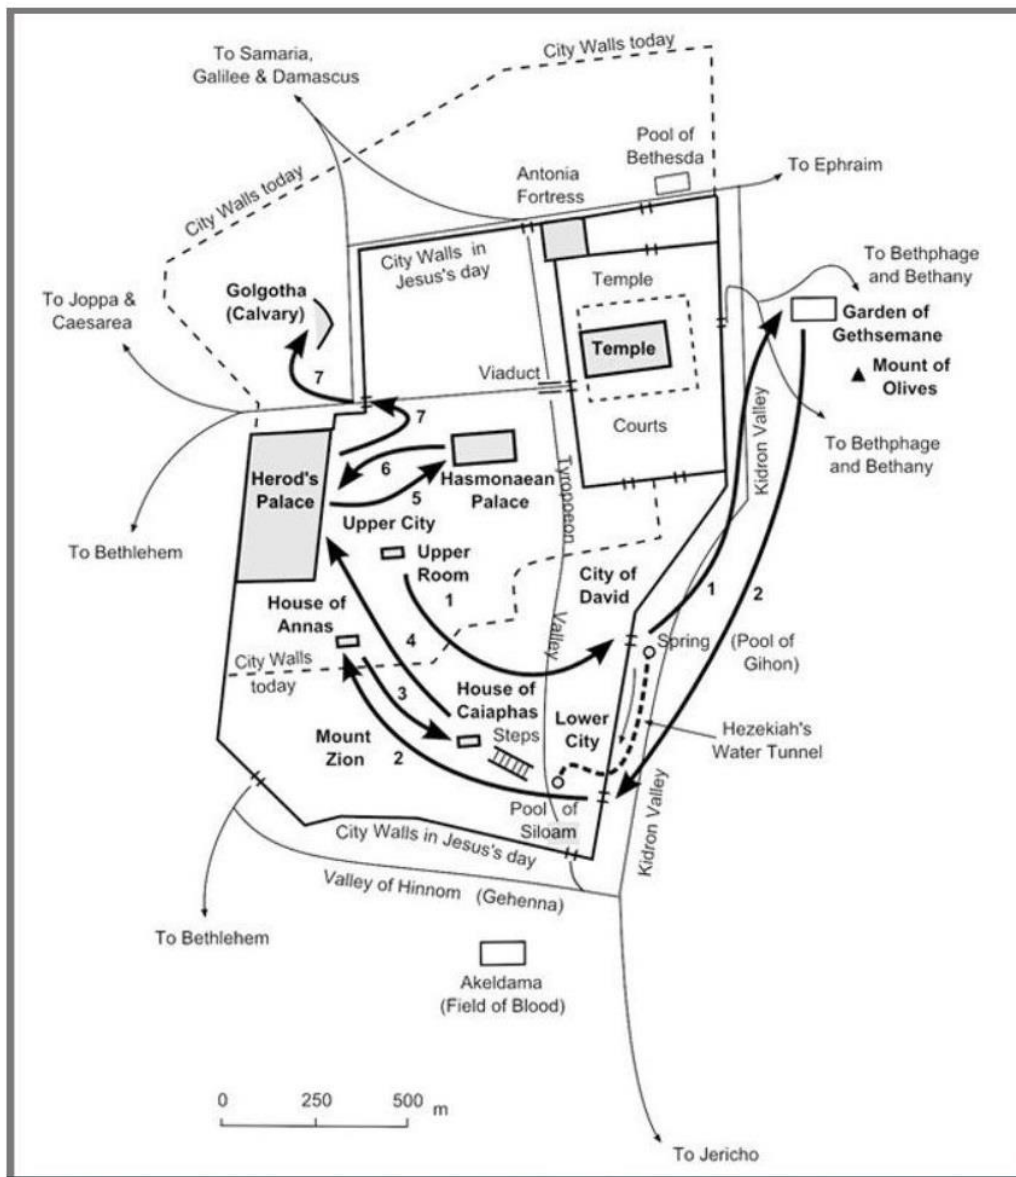 City Walls today
To Samaria,
Galilee & Damascus
Pool of
Bethesda
To Ephraim
Antonia
Fortress
City Walls today
City Walls in
Jesus's day
To Bethphage
and Bethany
Temple
Golgotha
(Calvary)
To Joppa &
Caesarea
Garden of
Gethsemane
Temple
Mount of
Olives
Viaduct
7
7
Courts
Kidron Valley
To Bethphage
and Bethany
6
Herod's
Palace
Hasmonaean
Palace
5
Upper City
Tyropoeon
Valley
To Bethlehem
Upper
Room
1
City of
David
1
2
House of
Annas
4
Spring
(Pool of
Gihon)
City Walls
today
3
House of
Caiaphas
Steps
Lower
City
Hezekiah's
Water Tunnel
Mount
Zion
2
Kidron Valley
Pool of
Siloam
City Walls in Jesus's day
Valley of Hinnom (Gehenna)
To Bethlehem
Akeldama
(Field of Blood)
0 250 500 m
To Jericho